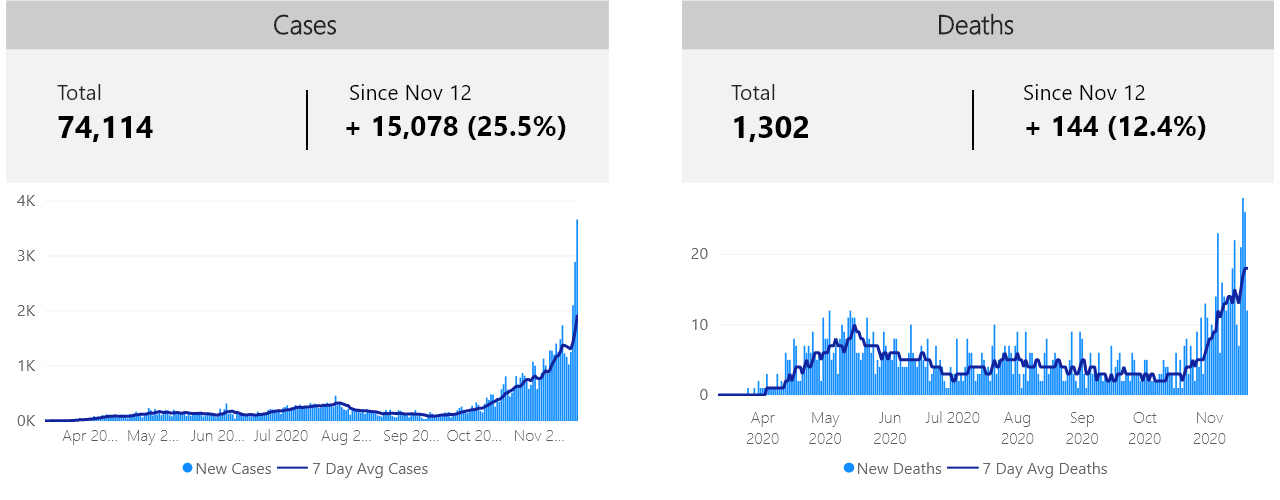 Cases
Total
Since Nov 12
74,114
+ 15,078 (25.5%)
4K
3K
2K
1K
0K
Apr 20... May 2... Jun 20... Jul 2020 Aug 2... Sep 20... Oct 20... Nov 2...
New Cases 7 Day Avg Cases
Deaths
Total
Since Nov 12
1,302
+ 144 (12.4%)
20
10
0
Apr May Jun Jul 2020 Aug Sep Oct Nov
2020 2020 2020 2020 2020 2020 2020
New Deaths 7 Day Avg Deaths